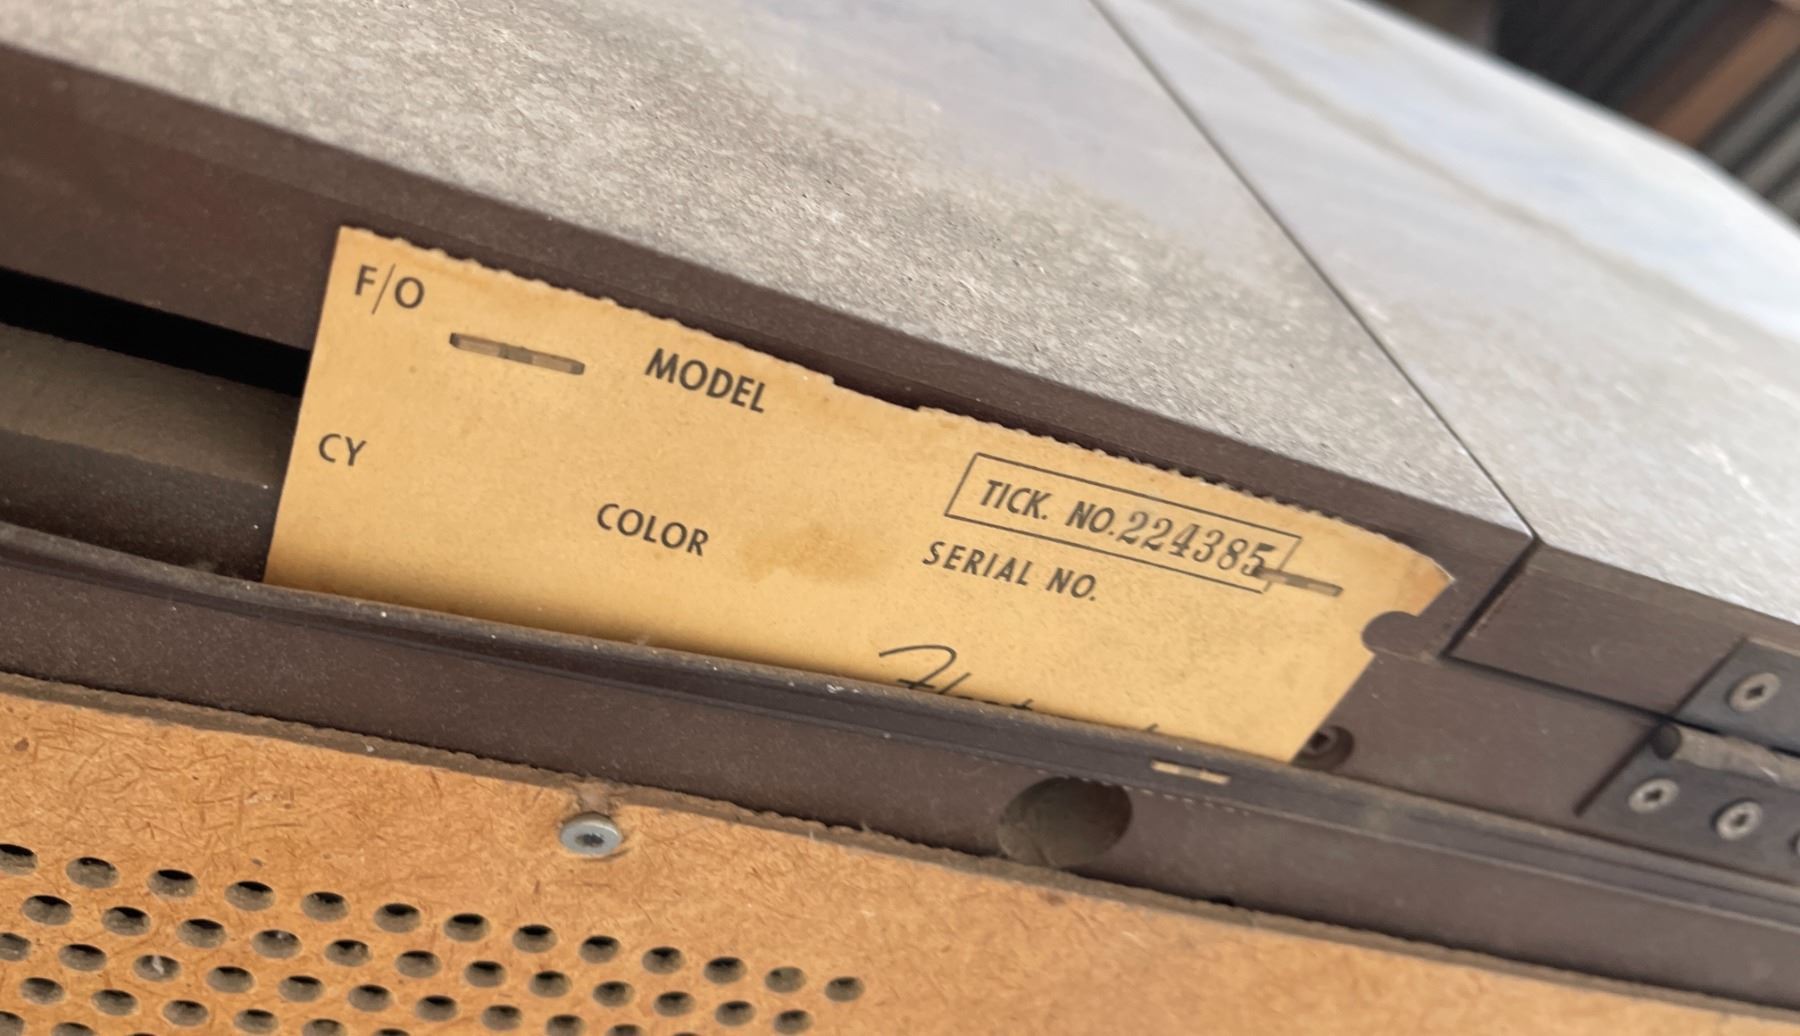 F/O
MODEL
CY
COLOR
TICK. NO. 224385
SERIAL NO.